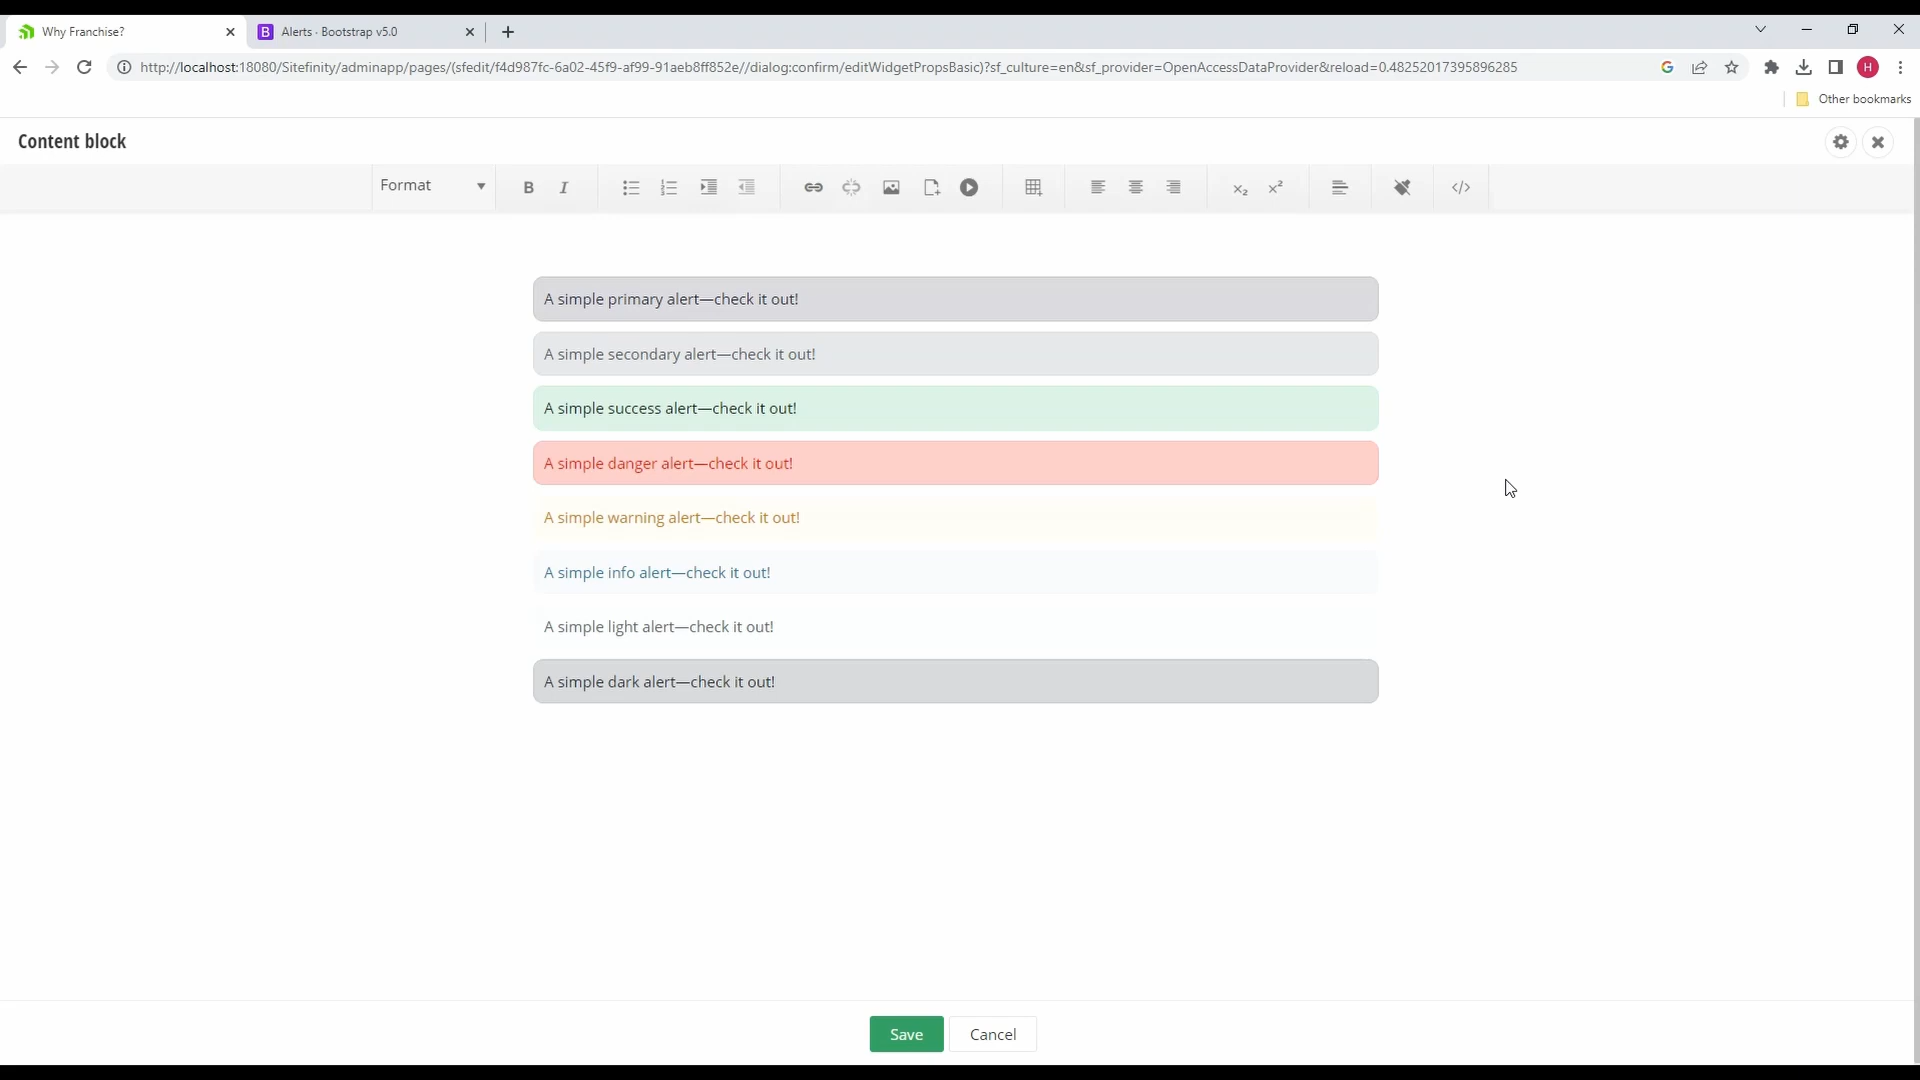 Why Franchise?
B Alerts · Bootstrap v5.0
http://localhost:18080/Sitefinity/adminapp/pages/(sfedit/f4d987fc-6a02-45f9-af99-91aeb8ff852e//dialog:confirm/editWidgetPropsBasic)?sf_culture=en&sf_provider=OpenAccessDataProvider&reload=0.48252017395896285
H
Other bookmarks
Content block
Format B I x₂ x² </>
A simple primary alert—check it out!
A simple secondary alert—check it out!
A simple success alert—check it out!
A simple danger alert—check it out!
A simple warning alert—check it out!
A simple info alert—check it out!
A simple light alert—check it out!
A simple dark alert—check it out!
Save Cancel